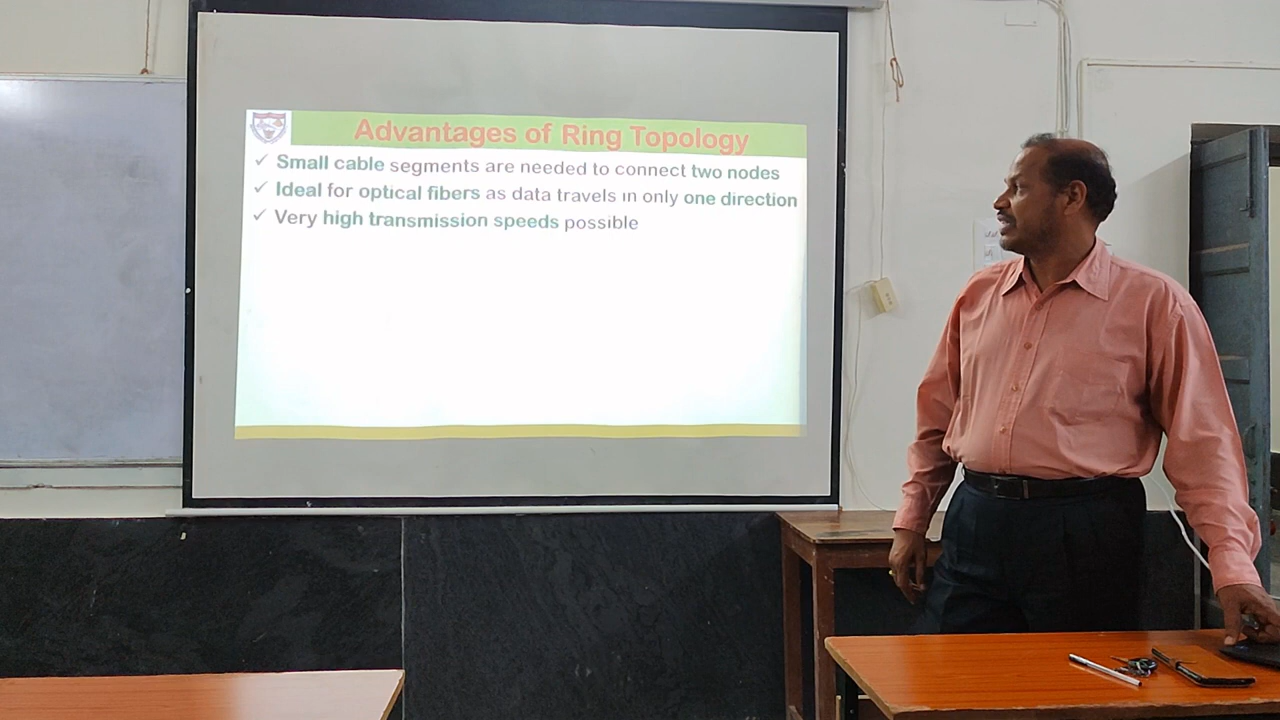 Advantages of Ring Topology
✓ Small cable segments are needed to connect two nodes
✓ Ideal for optical fibers as data travels in only one direction
✓ Very high transmission speeds possible